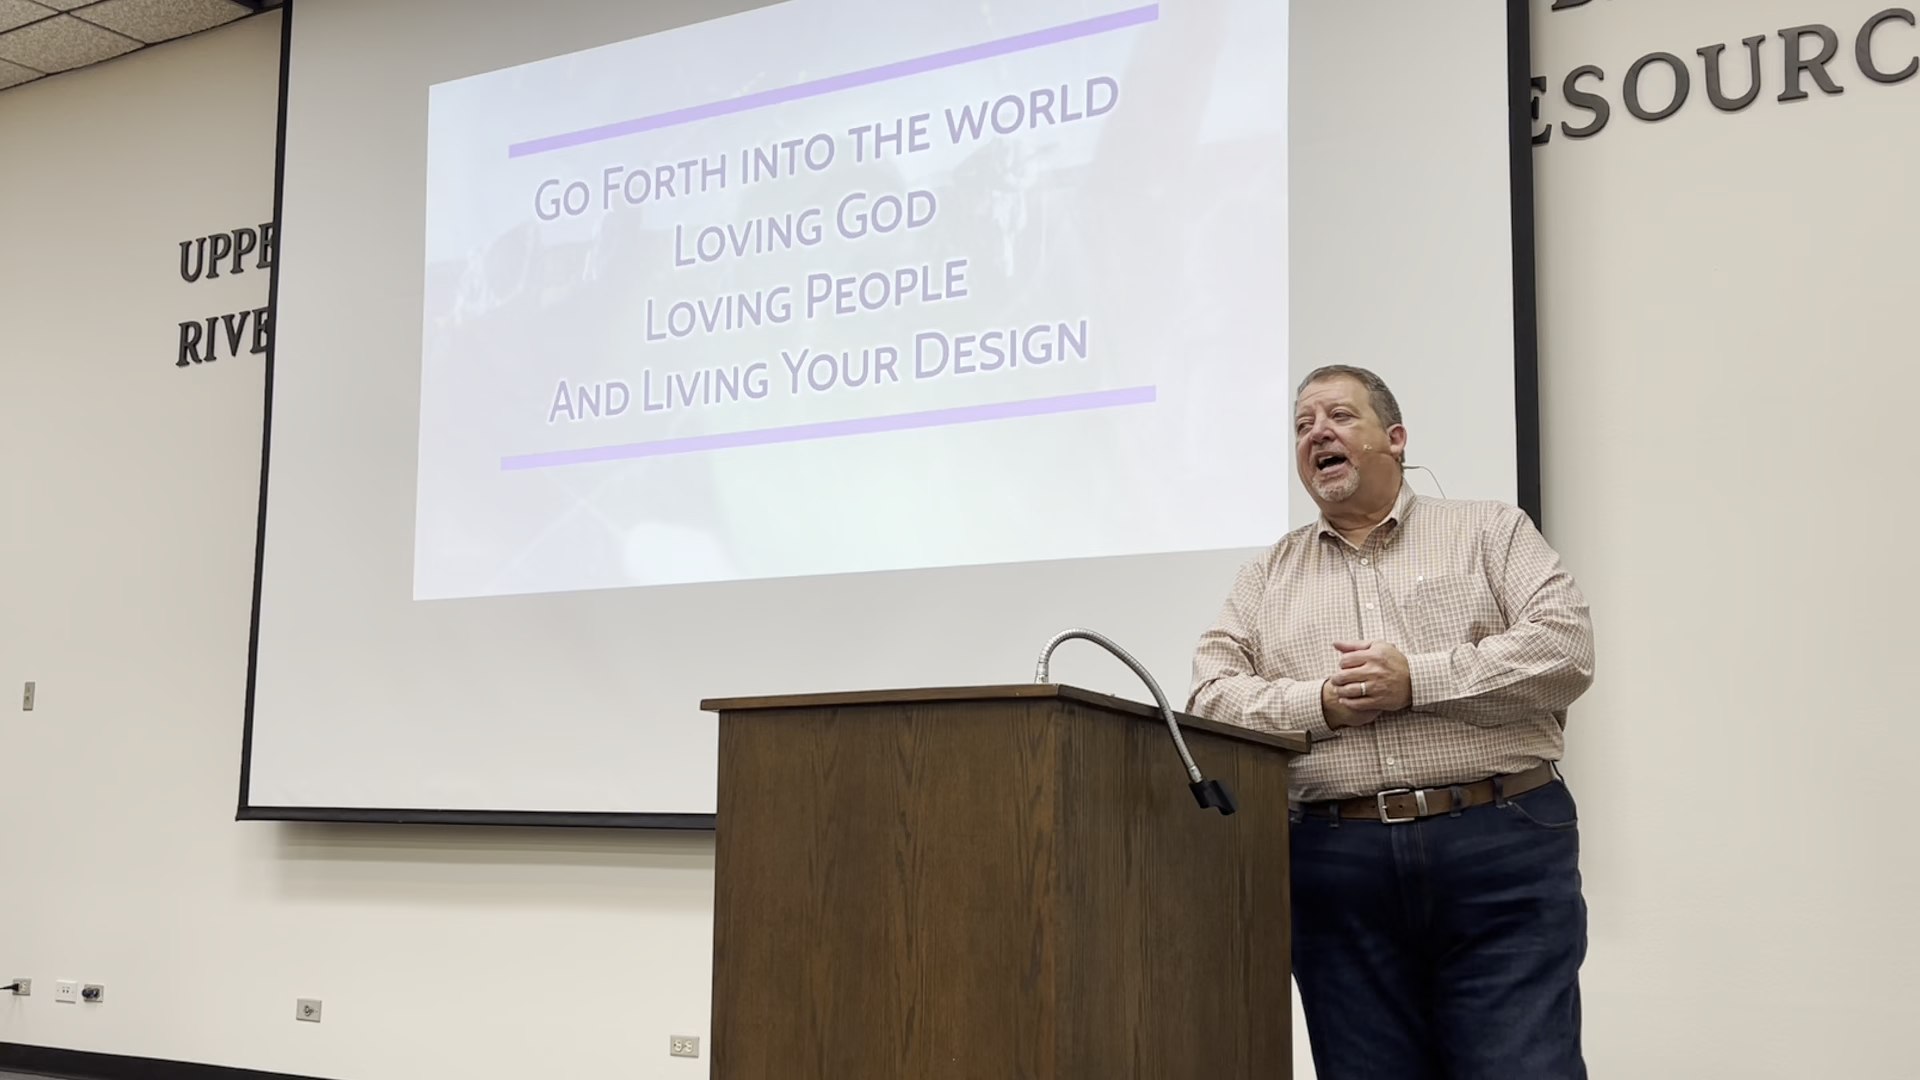 Go Forth into the world
Loving God
Loving People
And Living Your Design
UPPE
RIVE
ESOURC